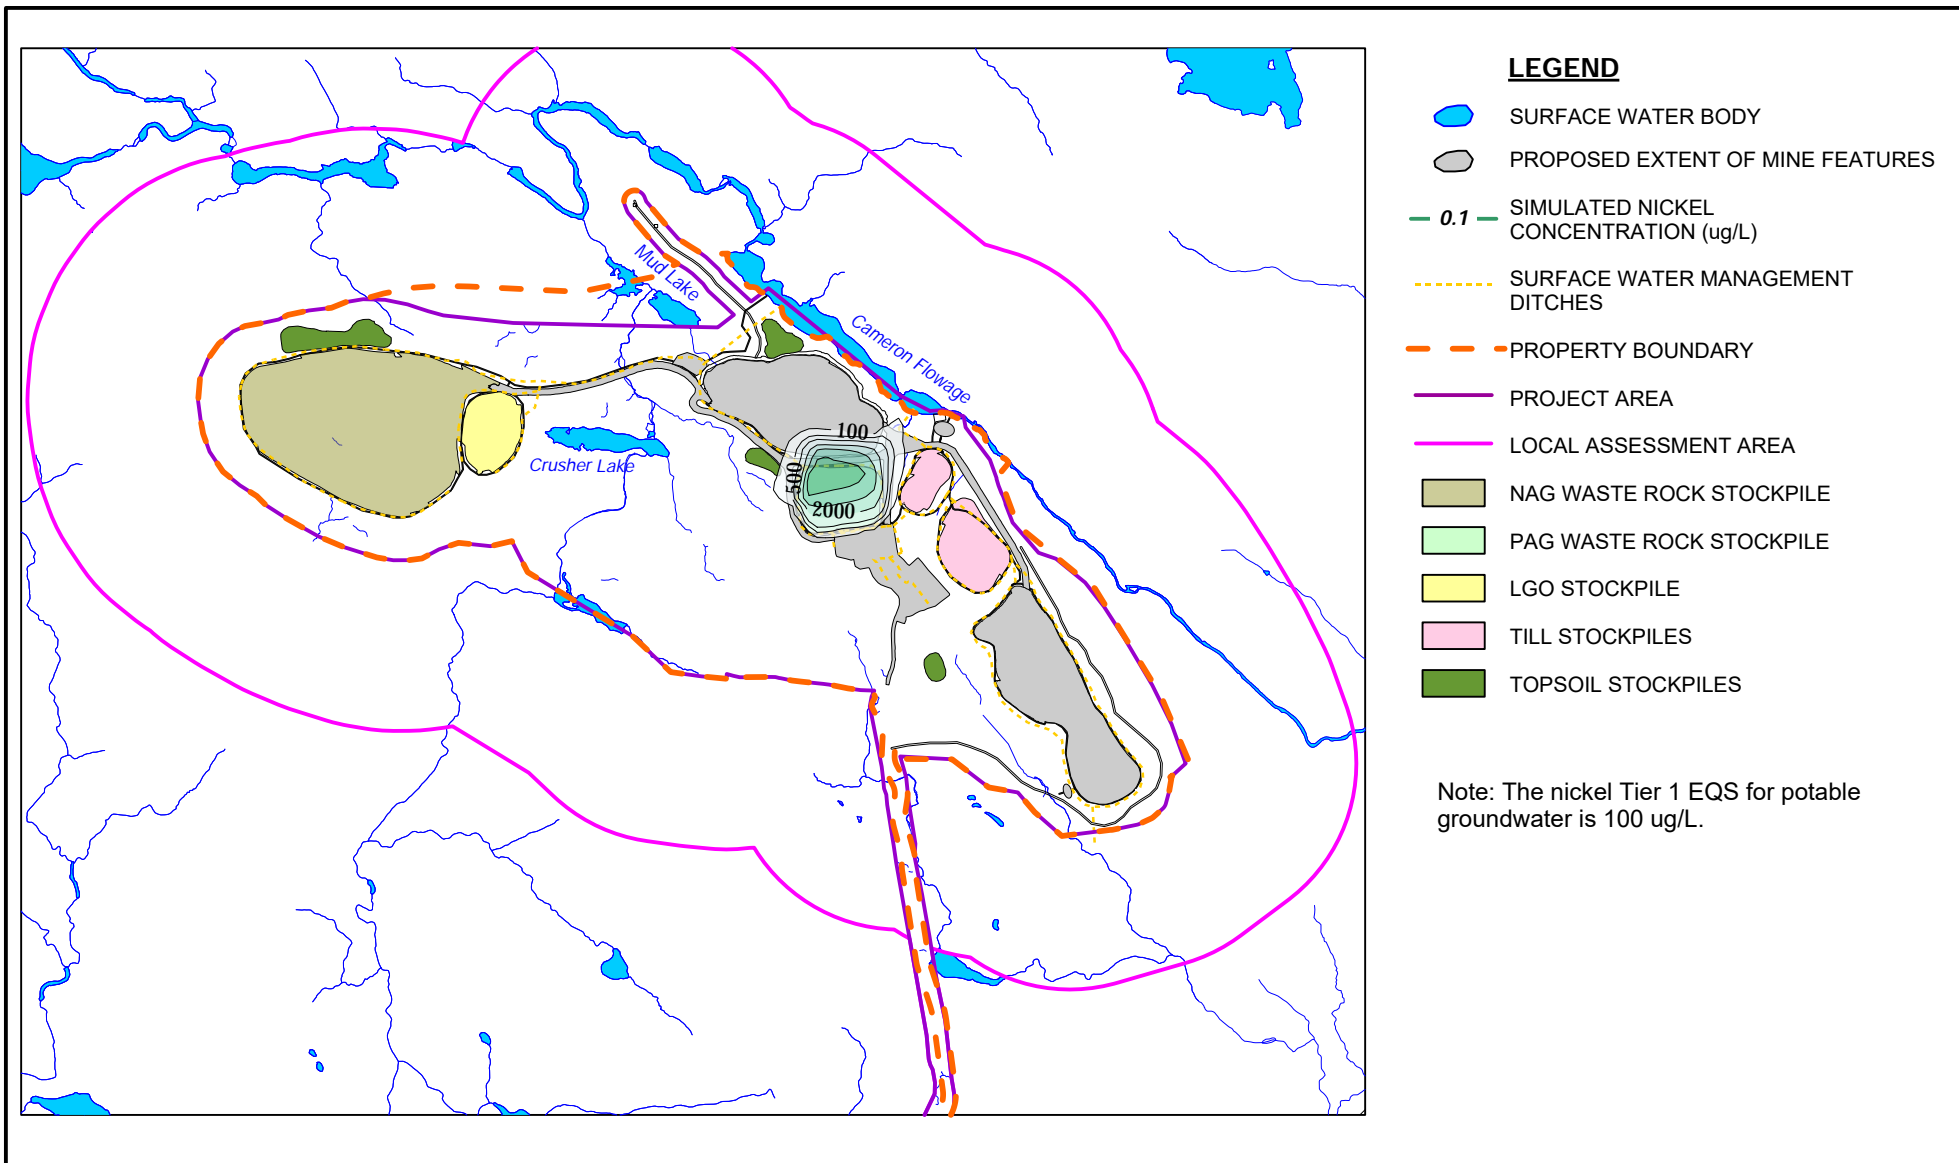 LEGEND
SURFACE WATER BODY
PROPOSED EXTENT OF MINE FEATURES
0.1
SIMULATED NICKEL
CONCENTRATION (ug/L)
SURFACE WATER MANAGEMENT
DITCHES
PROPERTY BOUNDARY
PROJECT AREA
LOCAL ASSESSMENT AREA
NAG WASTE ROCK STOCKPILE
PAG WASTE ROCK STOCKPILE
LGO STOCKPILE
TILL STOCKPILES
TOPSOIL STOCKPILES
Note: The nickel Tier 1 EQS for potable
groundwater is 100 ug/L.
Mud Lake
Cameron Flowage
Crusher Lake
100
500
2000